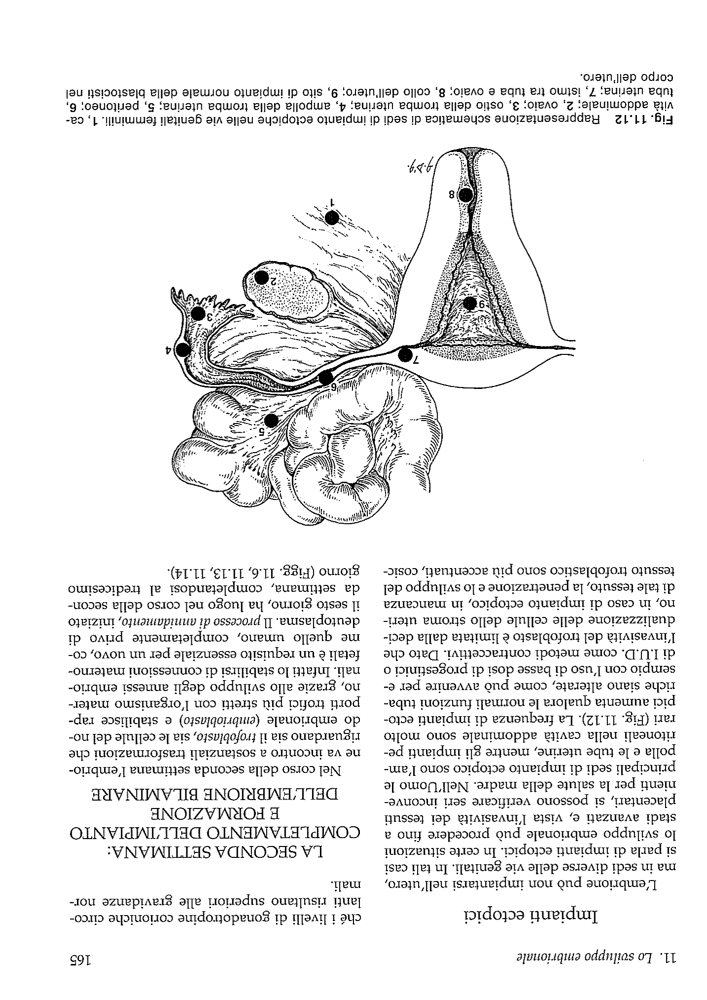 11. Lo sviluppo embrionale
165
Impianti ectopici
L'embrione può non impiantarsi nell'utero,
ma in sedi diverse delle vie genitali. In tali casi
si parla di impianti ectopici. In certe situazioni
lo sviluppo embrionale può procedere fino a
stadi avanzati e, vista l'invasività dei tessuti
placentari, si possono verificare seri inconve-
nienti per la salute della madre. Nell'Uomo le
principali sedi di impianto ectopico sono l'am-
polla e le tube uterine, mentre gli impianti pe-
ritoneali nella cavità addominale sono molto
rari (Fig. 11.12). La frequenza di impianti ecto-
pici aumenta qualora le normali funzioni tuba-
riche siano alterate, come può avvenire per e-
sempio con l'uso di basse dosi di progestinici o
di I.U.D. come metodi contraccettivi. Dato che
l'invasività del trofoblasto è limitata dalla deci-
dualizzazione delle cellule dello stroma uteri-
no, in caso di impianto ectopico, in mancanza
di tale tessuto, la penetrazione e lo sviluppo del
tessuto trofoblastico sono più accentuati, cosic-
ché i livelli di gonadotropine corioniche circo-
lanti risultano superiori alle gravidanze nor-
mali.
LA SECONDA SETTIMANA:
COMPLETAMENTO DELL'IMPIANTO
E FORMAZIONE
DELL'EMBRIONE BILAMINARE
Nel corso della seconda settimana l'embrio-
ne va incontro a sostanziali trasformazioni che
riguardano sia il trofoblasto, sia le cellule del no-
do embrionale (embrioblasto) e stabilisce rap-
porti trofici più stretti con l'organismo mater-
no, grazie allo sviluppo degli annessi embrio-
nali. Infatti lo stabilirsi di connessioni materno-
fetali è un requisito essenziale per un uovo, co-
me quello umano, completamente privo di
deutoplasma. Il processo di annidamento, iniziato
il sesto giorno, ha luogo nel corso della secon-
da settimana, completandosi al tredicesimo
giorno (Figg. 11.6, 11.13, 11.14).
5
6
7
4
3
9
2
1
8
Fig. 11.12 Rappresentazione schematica di sedi di impianto ectopiche nelle vie genitali femminili. 1, ca-
vità addominale; 2, ovaio; 3, ostio della tromba uterina; 4, ampolla della tromba uterina; 5, peritoneo; 6,
tuba uterina; 7, istmo tra tuba e ovaio; 8, collo dell'utero; 9, sito di impianto normale della blastocisti nel
corpo dell'utero.